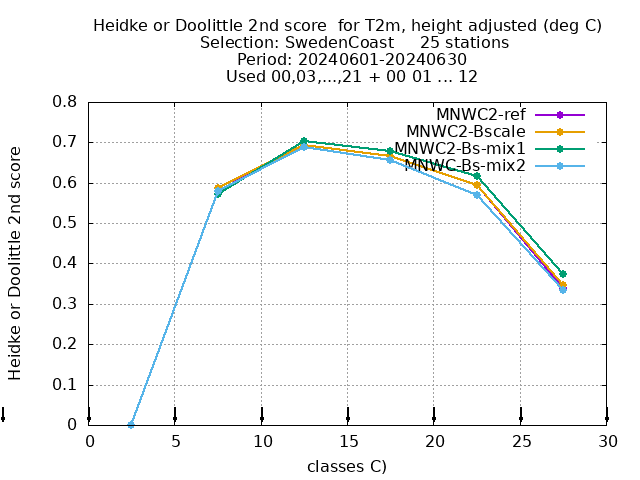 Heidke or Doolittle 2nd score  for T2m, height adjusted (deg C)
Selection: SwedenCoast     25 stations
Period: 20240601-20240630
Used 00,03,...,21 + 00 01 ... 12
MNWC2-ref
MNWC2-Bscale
MNWC2-Bs-mix1
MNWC-Bs-mix2
Heidke or Doolittle 2nd score
0.8
0.7
0.6
0.5
0.4
0.3
0.2
0.1
0
0 5 10 15 20 25 30
classes C)